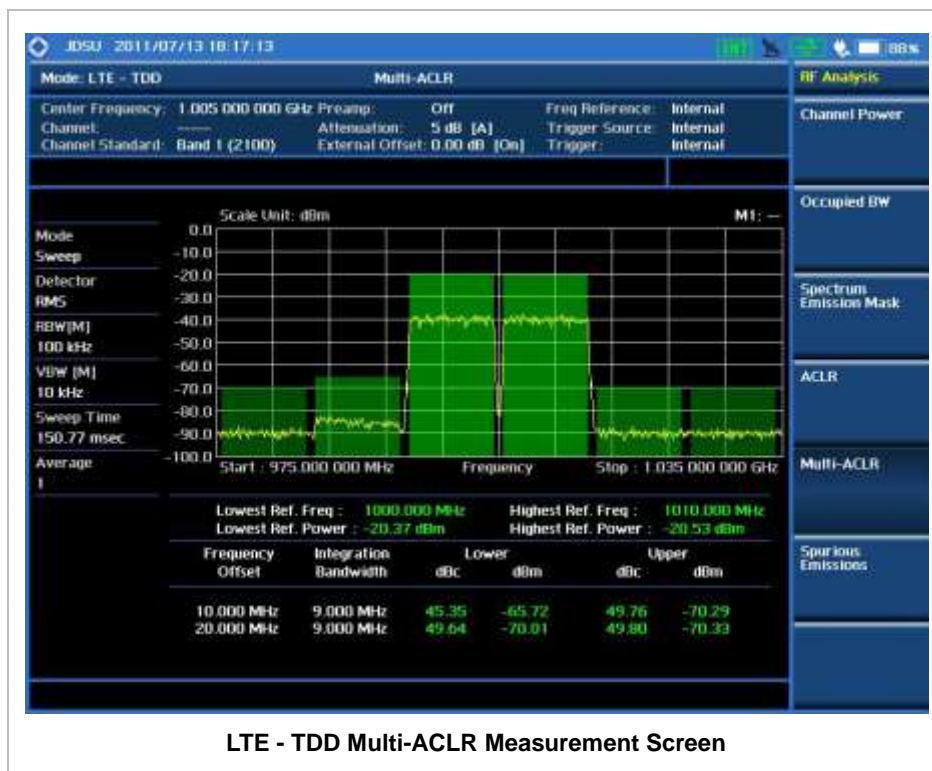 JDSU 2011/07/13 18:17:13
INT
88%
Mode: LTE - TDD
Multi-ACLR
Center Frequency: 1.005 000 000 GHz Preamp: Off Freq Reference: Internal
Channel: ----- Attenuation: 5 dB [A] Trigger Source: Internal
Channel Standard: Band 1 (2100) External Offset: 0.00 dB [On] Trigger: Internal
RF Analysis
Channel Power
Occupied BW
Spectrum
Emission Mask
ACLR
Multi-ACLR
Spurious
Emissions
Mode
Sweep
Detector
RMS
RBW[M]
100 kHz
VBW [M]
10 kHz
Sweep Time
150.77 msec
Average
1
Scale Unit: dBm M1: --
0.0
-10.0
-20.0
-30.0
-40.0
-50.0
-60.0
-70.0
-80.0
-90.0
-100.0
Start : 975.000 000 MHz Frequency Stop : 1.035 000 000 GHz
Lowest Ref. Freq : 1000.000 MHz Highest Ref. Freq : 1010.000 MHz
Lowest Ref. Power : -20.37 dBm Highest Ref. Power : -20.53 dBm
Frequency Integration Lower Upper
Offset Bandwidth dBc dBm dBc dBm
10.000 MHz 9.000 MHz 45.35 -65.72 49.76 -70.29
20.000 MHz 9.000 MHz 49.64 -70.01 49.80 -70.33
LTE - TDD Multi-ACLR Measurement Screen